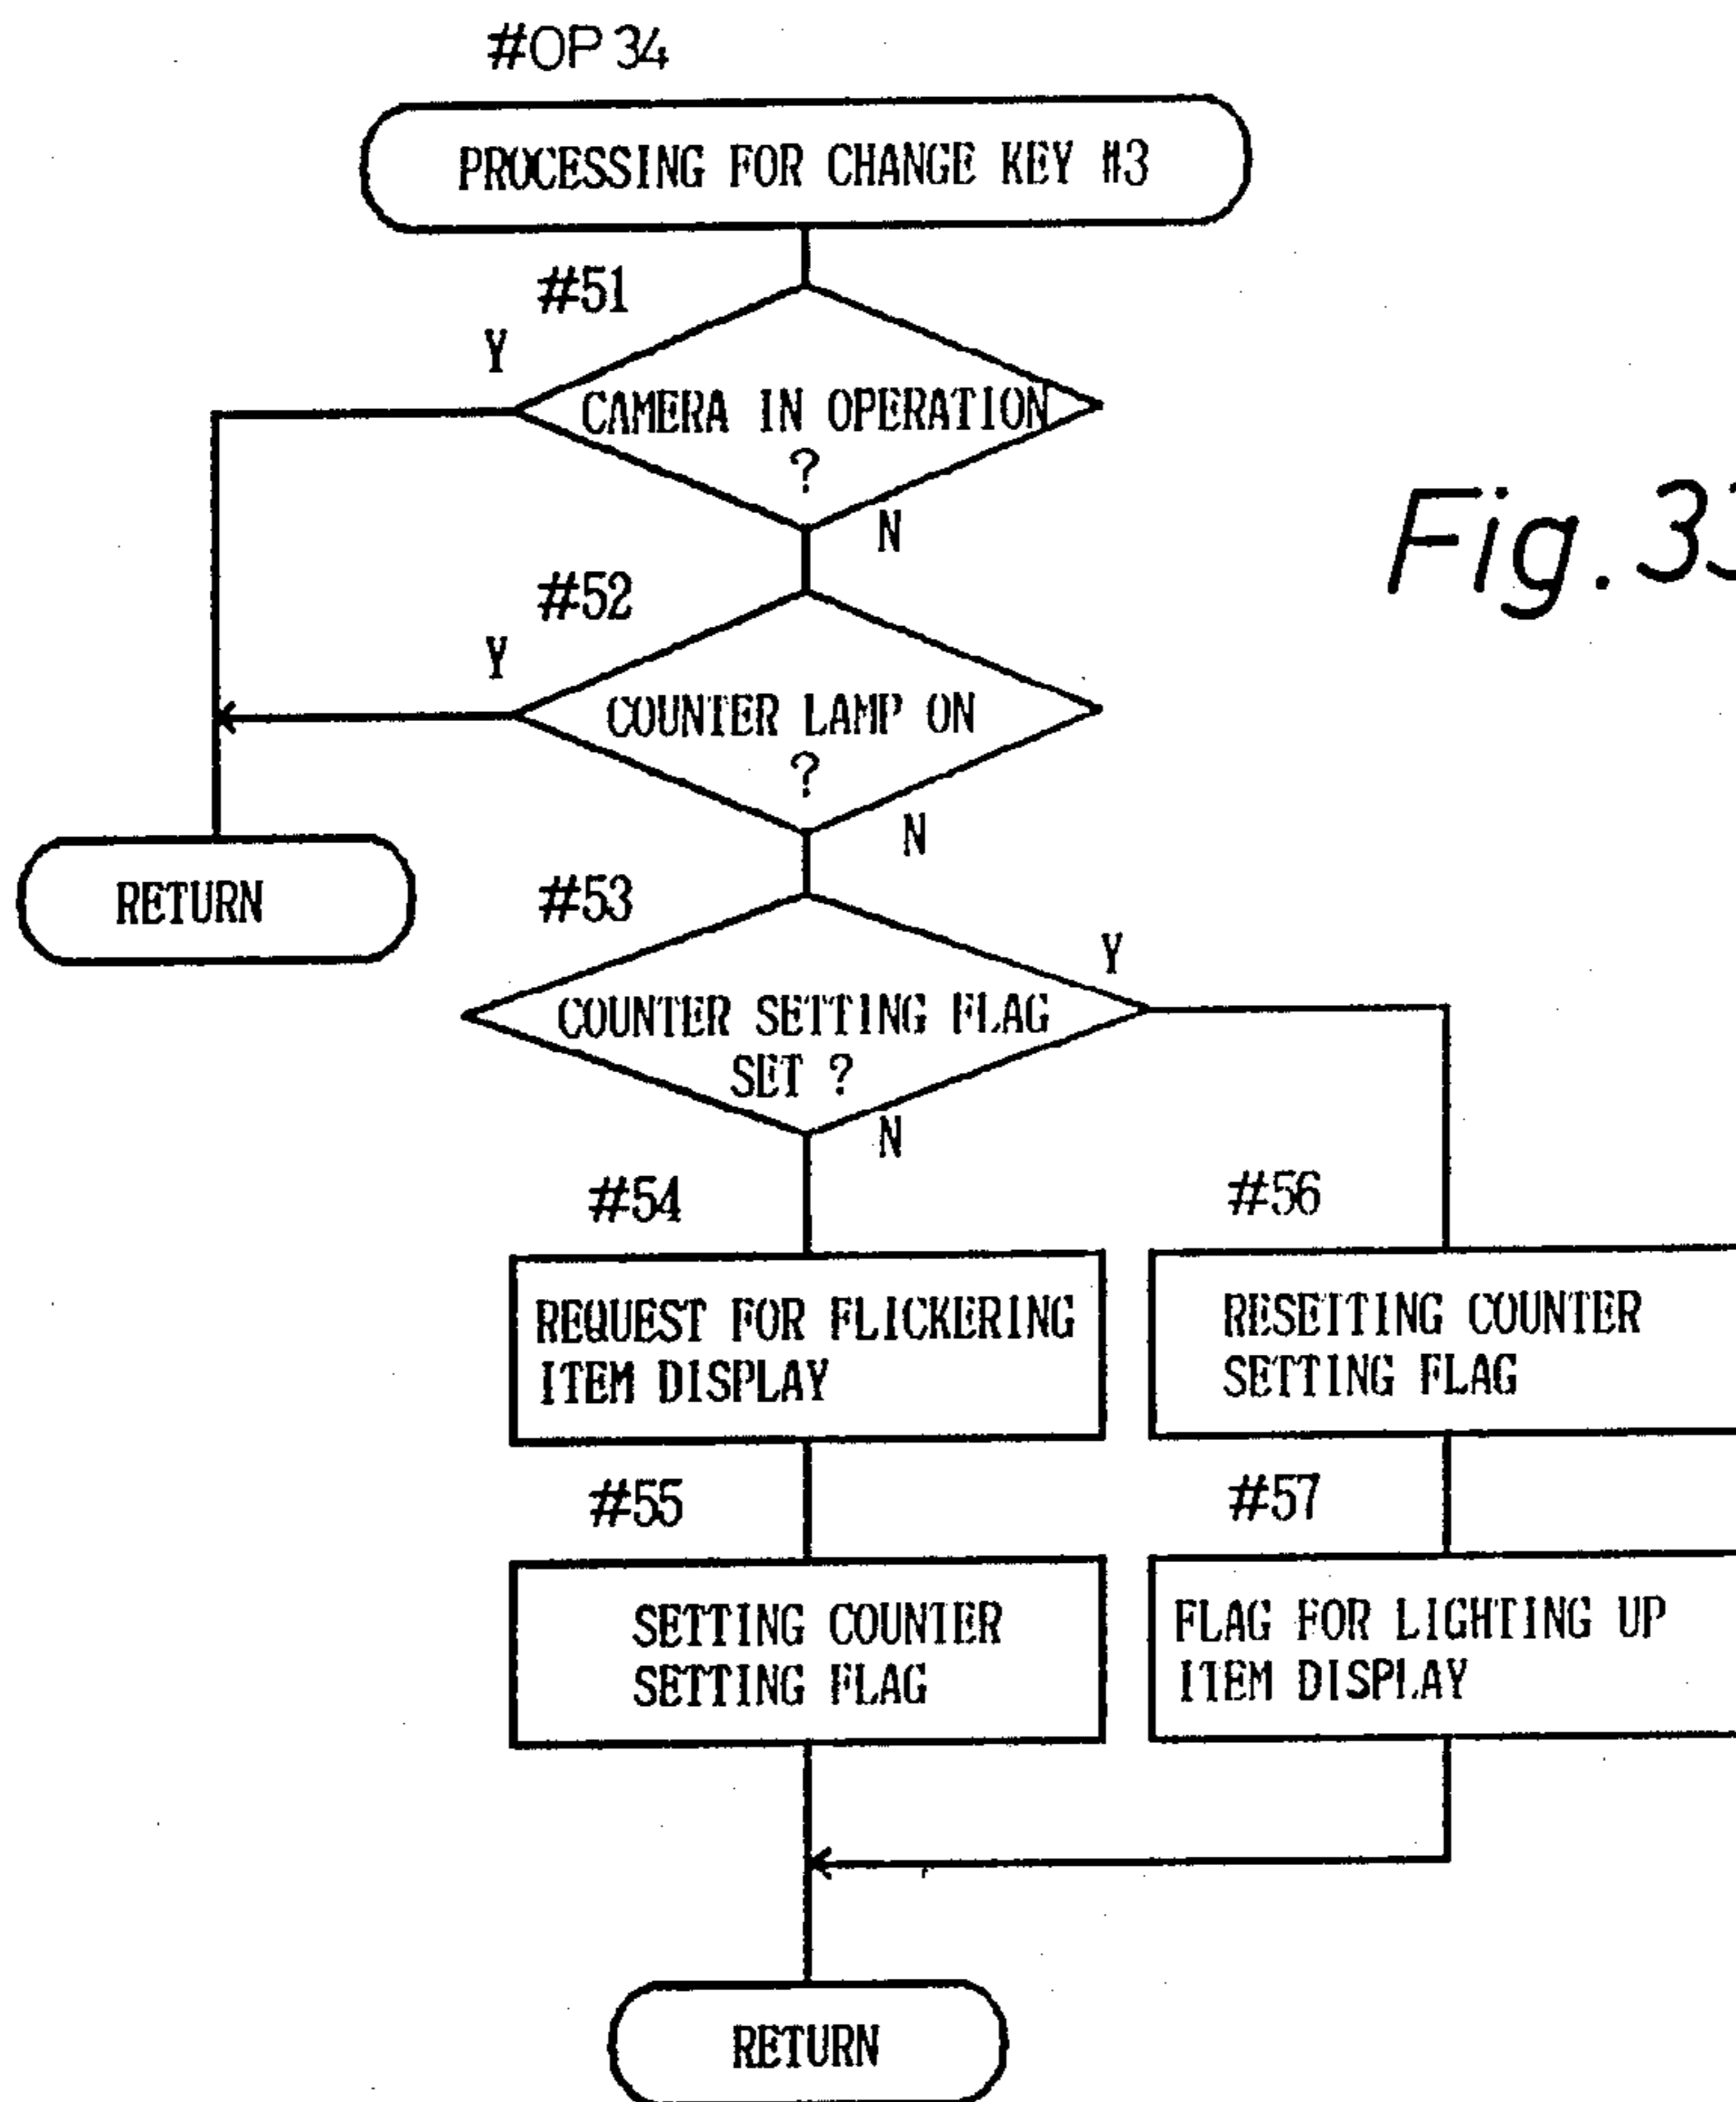 #OP34
PROCESSING FOR CHANGE KEY #3
#51
Y
CAMERA IN OPERATION
?
N
Fig. 33
#52
Y
COUNTER LAMP ON
?
N
RETURN
#53
Y
COUNTER SETTING FLAG
SET ?
N
#54
REQUEST FOR FLICKERING
ITEM DISPLAY
#56
RESETTING COUNTER
SETTING FLAG
#55
SETTING COUNTER
SETTING FLAG
#57
FLAG FOR LIGHTING UP
ITEM DISPLAY
RETURN